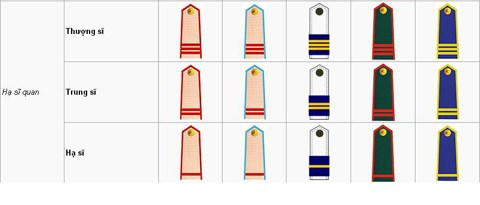 Thượng sĩ
Hạ sĩ quan
Trung sĩ
Hạ sĩ